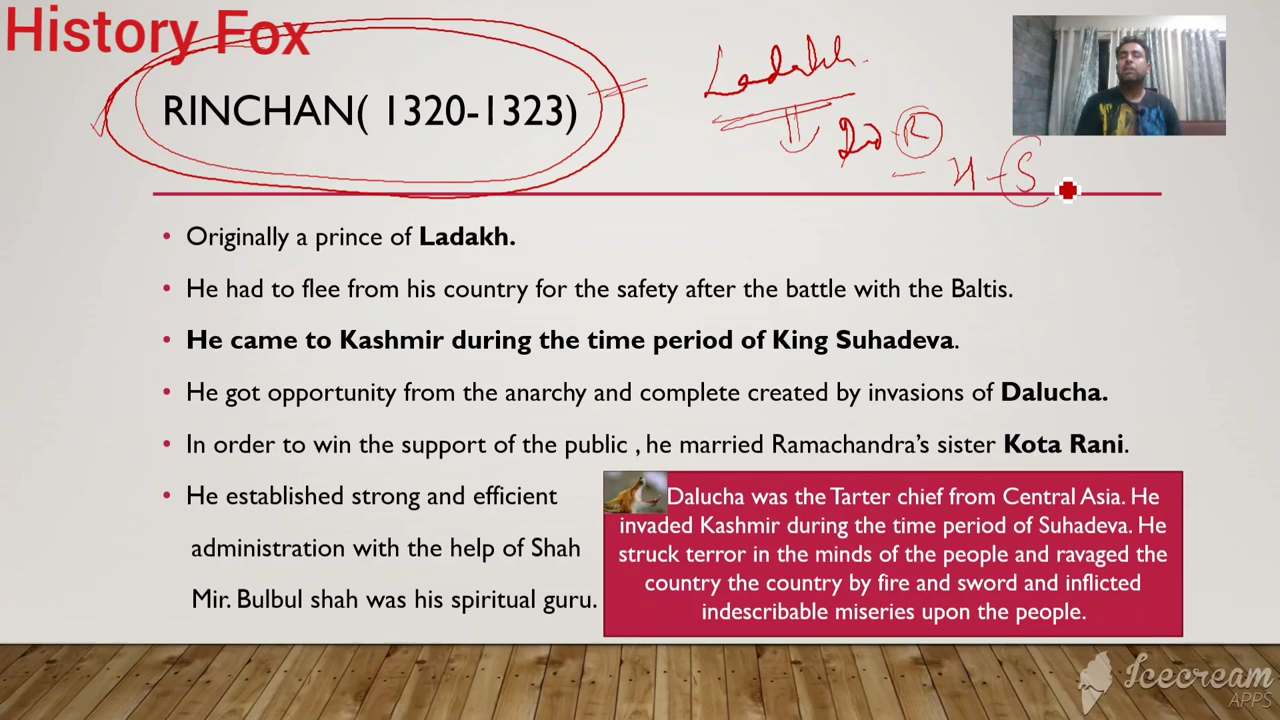 History Fox
RINCHAN( 1320-1323)
Ladakh.
R
S
Originally a prince of Ladakh.
He had to flee from his country for the safety after the battle with the Baltis.
He came to Kashmir during the time period of King Suhadeva.
He got opportunity from the anarchy and complete created by invasions of Dalucha.
In order to win the support of the public , he married Ramachandra's sister Kota Rani.
He established strong and efficient
administration with the help of Shah
Mir. Bulbul shah was his spiritual guru.
Dalucha was the Tarter chief from Central Asia. He
invaded Kashmir during the time period of Suhadeva. He
struck terror in the minds of the people and ravaged the
country the country by fire and sword and inflicted
indescribable miseries upon the people.
Icecream
APPS